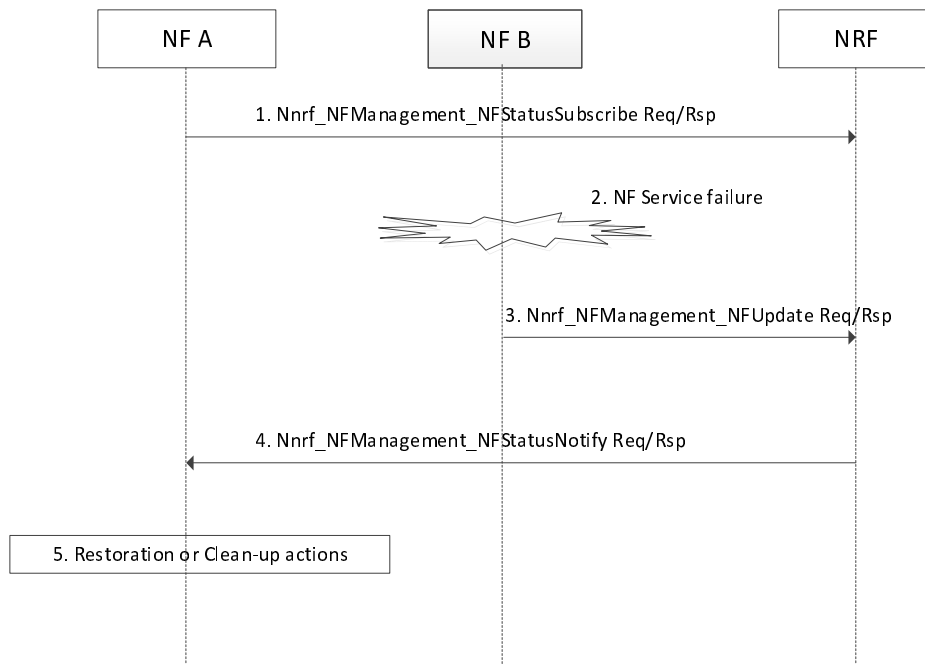 NF A
NF B
NRF
1. Nnrf_NFManagement_NFStatusSubscribe Req/Rsp
2. NF Service failure
3. Nnrf_NFManagement_NFUpdate Req/Rsp
4. Nnrf_NFManagement_NFStatusNotify Req/Rsp
5. Restoration or Clean-up actions